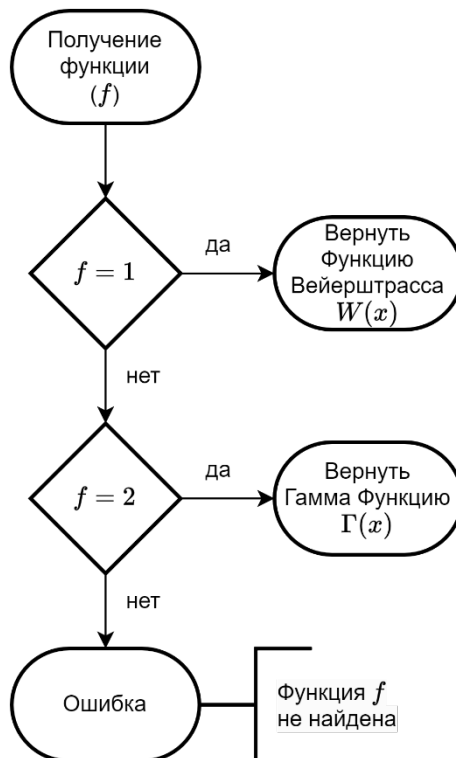 Получение
функции
(f)
f = 1
да
Вернуть
Функцию
Вейерштрасса
W(x)
нет
f = 2
да
Вернуть
Гамма Функцию
Γ(x)
нет
Ошибка
Функция f
не найдена